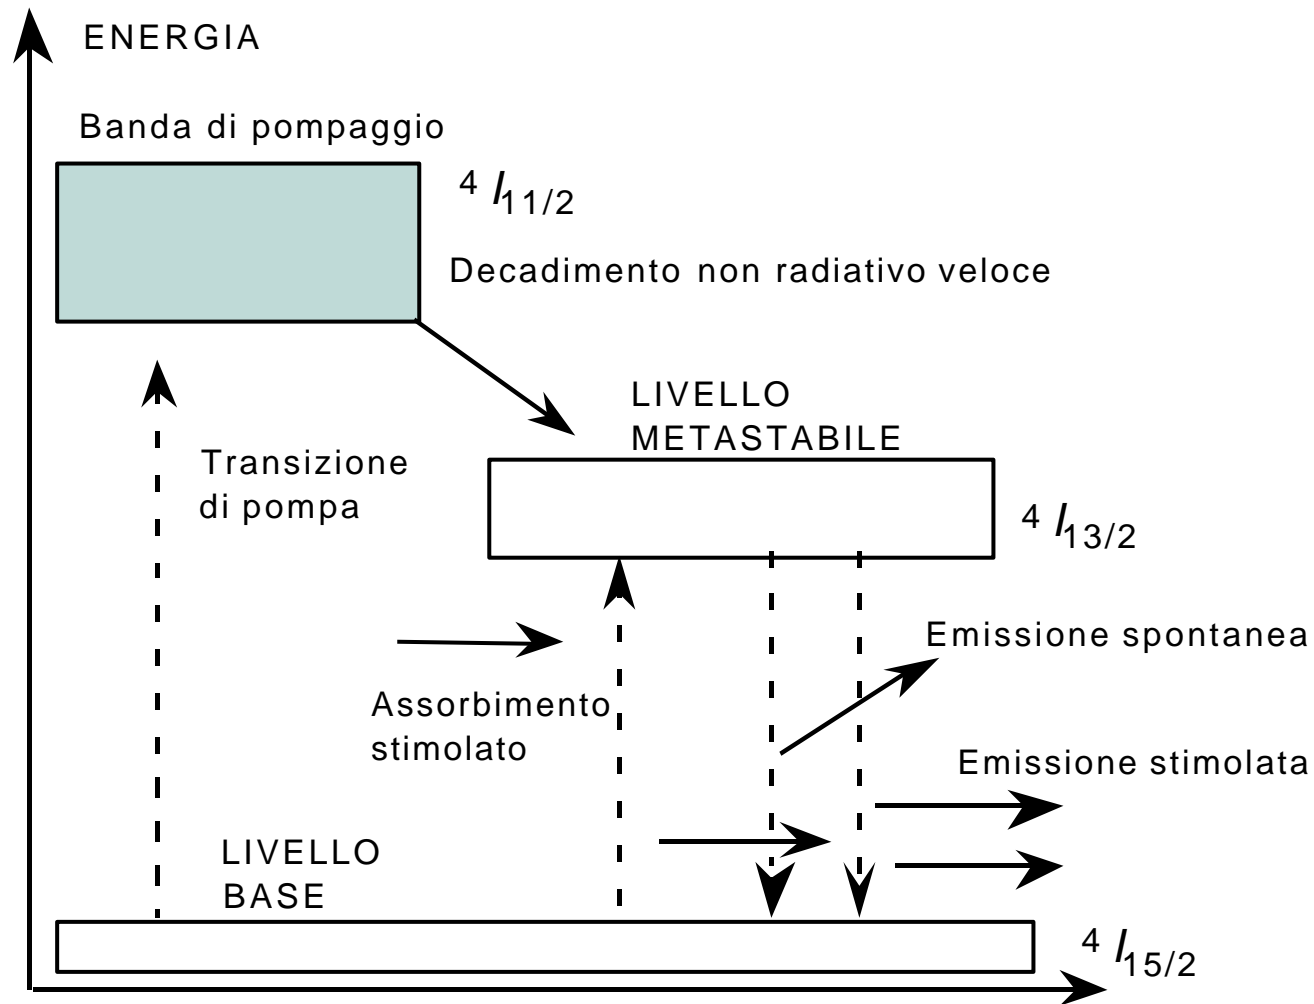 ENERGIA
Banda di pompaggio
4 I11/2
Decadimento non radiativo veloce
LIVELLO
METASTABILE
Transizione
di pompa
4 I13/2
Emissione spontanea
Assorbimento
stimolato
Emissione stimolata
LIVELLO
BASE
4 I15/2